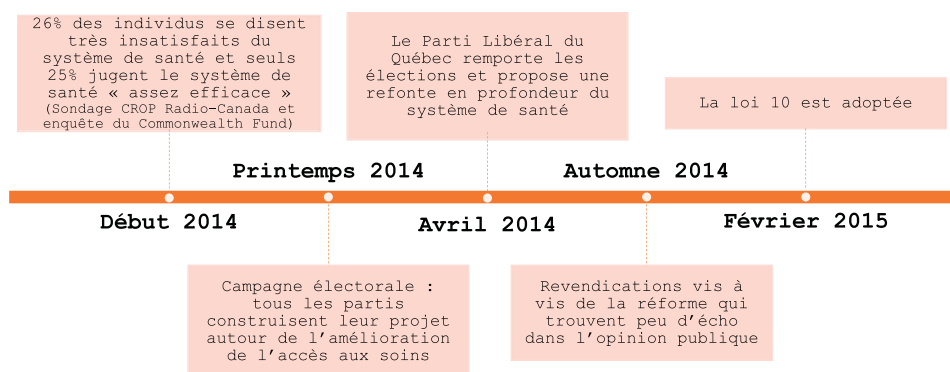 26% des individus se disent
très insatisfaits du
système de santé et seuls
25% jugent le système de
santé « assez efficace »
(Sondage CROP Radio-Canada et
enquête du Commonwealth Fund)
Le Parti Libéral du
Québec remporte les
élections et propose une
refonte en profondeur du
système de santé
La loi 10 est adoptée
Printemps 2014
Automne 2014
Début 2014
Avril 2014
Février 2015
Campagne électorale :
tous les partis
construisent leur projet
autour de l’amélioration
de l’accès aux soins
Revendications vis à
vis de la réforme qui
trouvent peu d’écho
dans l’opinion publique